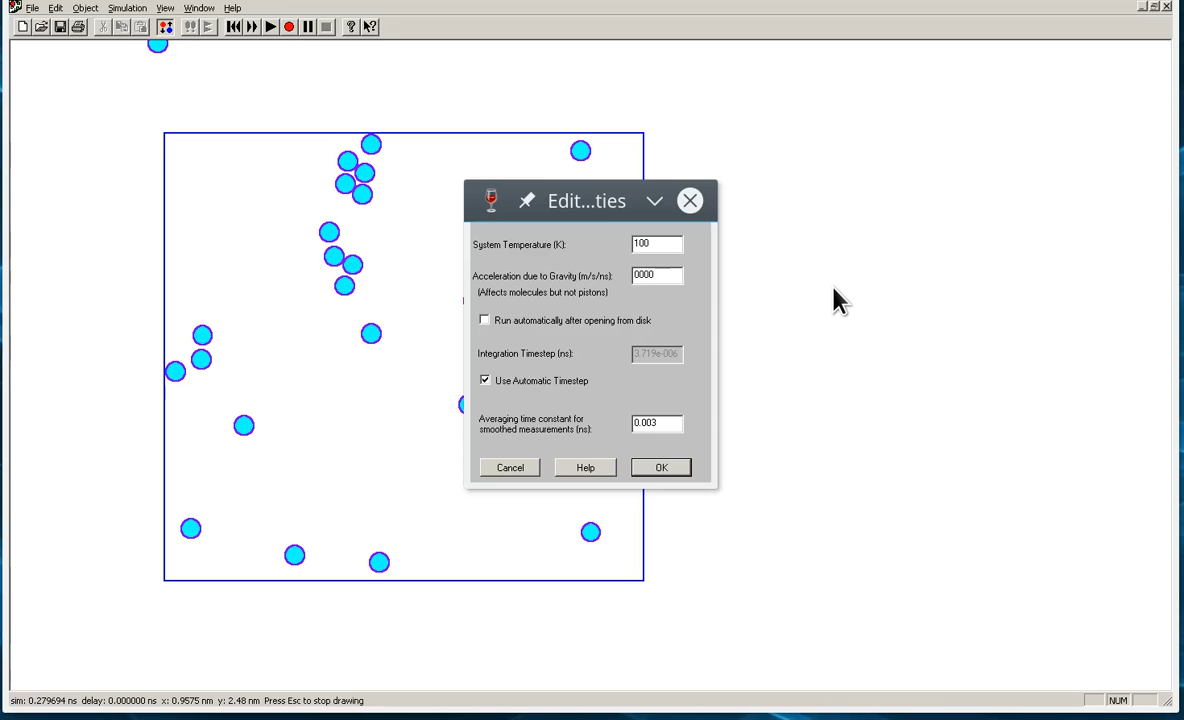 File Edit Object Simulation View Window Help
Edit...ties
System Temperature (K): 100
Acceleration due to Gravity (m/s/ns): 0000
(Affects molecules but not pistons)
Run automatically after opening from disk
Integration Timestep (ns): 3.719e-006
Use Automatic Timestep
Averaging time constant for
smoothed measurements (ns): 0.003
Cancel Help OK
sim: 0.279694 ns delay: 0.000000 ns x: 0.9575 nm y: 2.48 nm Press Esc to stop drawing NUM